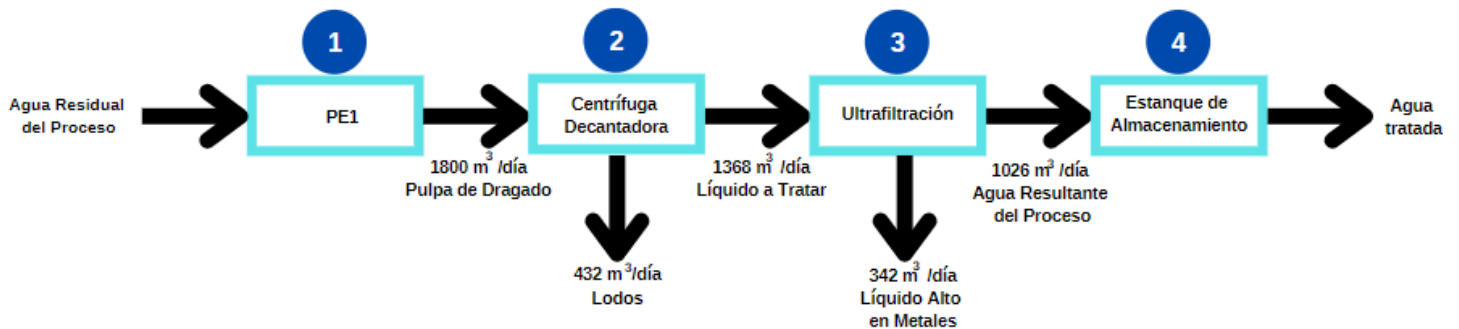 1
2
3
4
Agua Residual
del Proceso
PE1
Centrífuga
Decantadora
Ultrafiltración
Estanque de
Almacenamiento
Agua
tratada
1800 m³/día
Pulpa de Dragado
1368 m³/día
Líquido a Tratar
1026 m³/día
Agua Resultante
del Proceso
432 m³/día
Lodos
342 m³/día
Líquido Alto
en Metales